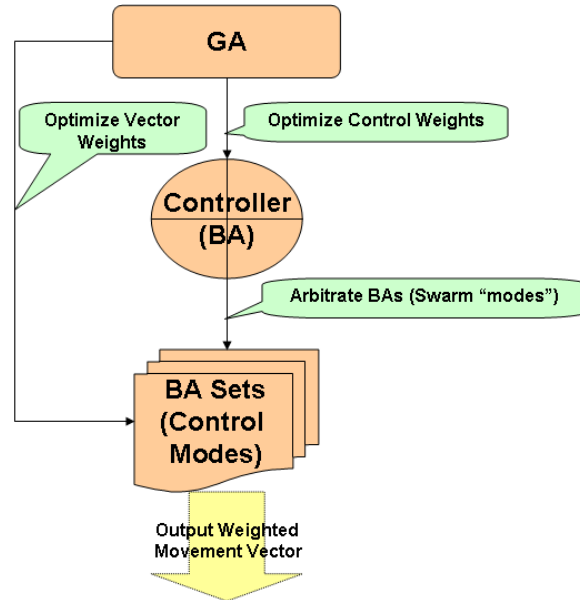 GA
Optimize Vector
Weights
Optimize Control Weights
Controller
(BA)
Arbitrate BAs (Swarm “modes”)
BA Sets
(Control
Modes)
Output Weighted
Movement Vector